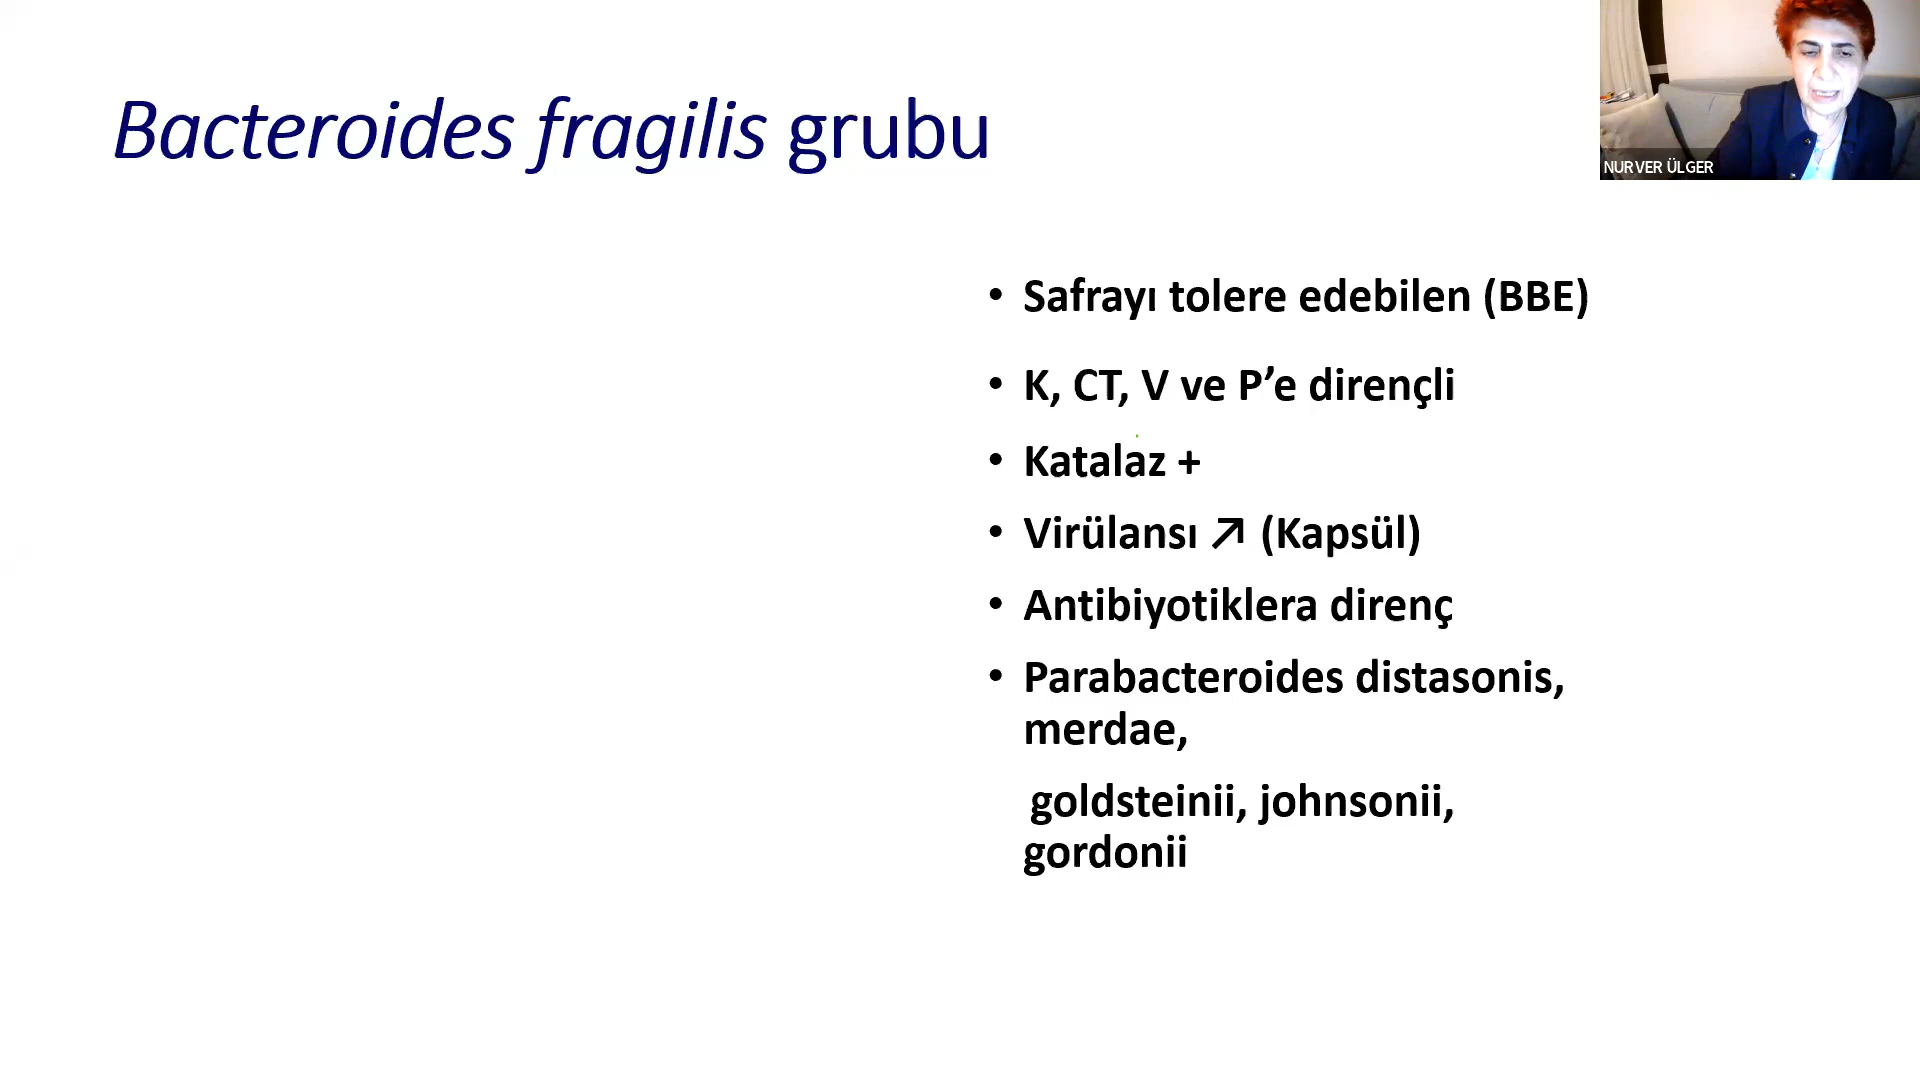 Bacteroides fragilis grubu
NURVER ÜLGER
• Safrayı tolere edebilen (BBE)
• K, CT, V ve P’e dirençli
• Katalaz +
• Virülansı ↗ (Kapsül)
• Antibiyotiklera direnç
• Parabacteroides distasonis,
merdae,
goldsteinii, johnsonii,
gordonii